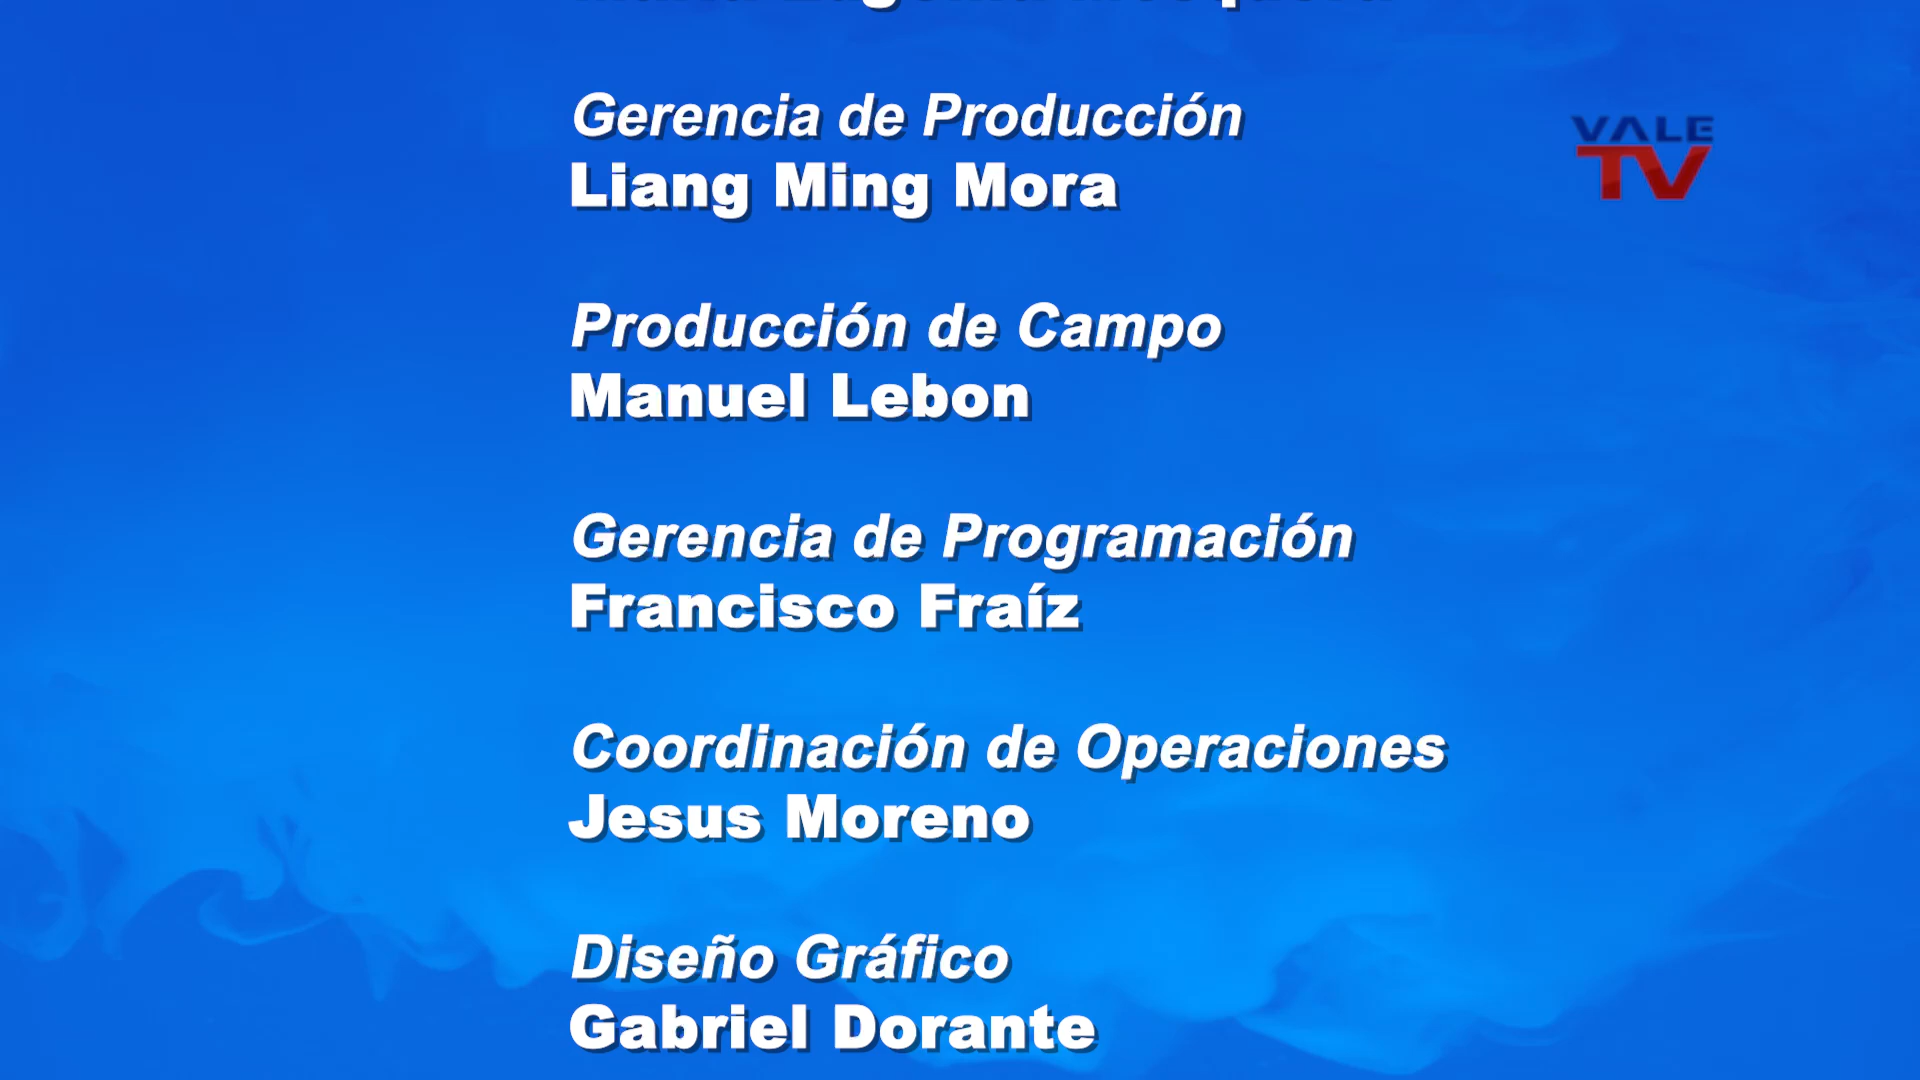 Gerencia de Producción
Liang Ming Mora
VALE
TV
Producción de Campo
Manuel Lebon
Gerencia de Programación
Francisco Fraíz
Coordinación de Operaciones
Jesus Moreno
Diseño Gráfico
Gabriel Dorante